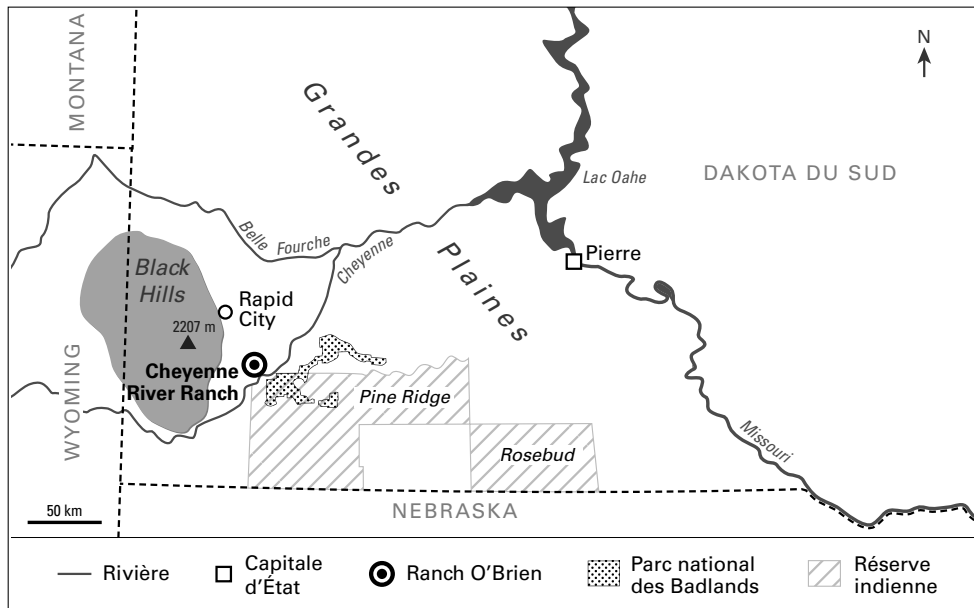 MONTANA
Grandes
N
Lac Oahe
DAKOTA DU SUD
Belle
Fourche
Cheyenne
Plaines
Pierre
Black
Hills
Rapid
City
2207 m
Cheyenne
River Ranch
WYOMING
Pine Ridge
Rosebud
Missouri
50 km
NEBRASKA
Rivière
Capitale
d'État
Ranch O'Brien
Parc national
des Badlands
Réserve
indienne